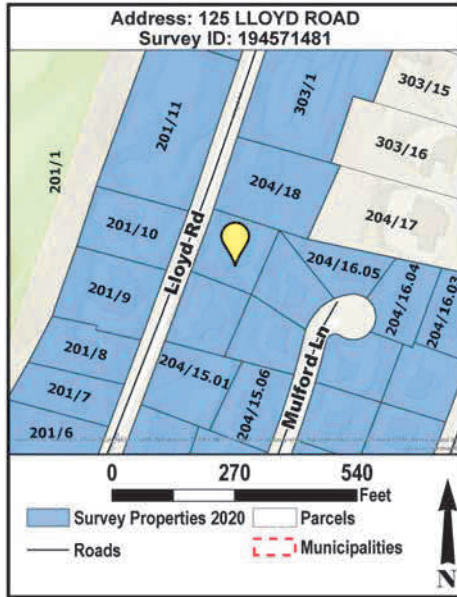 Address: 125 LLOYD ROAD
Survey ID: 194571481
303/15
303/1
201/11
303/16
201/1
204/18
204/17
201/10
Lloyd Rd
204/16.05
204/16.04
204/16.03
201/9
Mulford Ln
201/8
204/15.01
204/15.06
201/7
201/6
0 270 540
Feet
Survey Properties 2020
Parcels
Roads
Municipalities
N